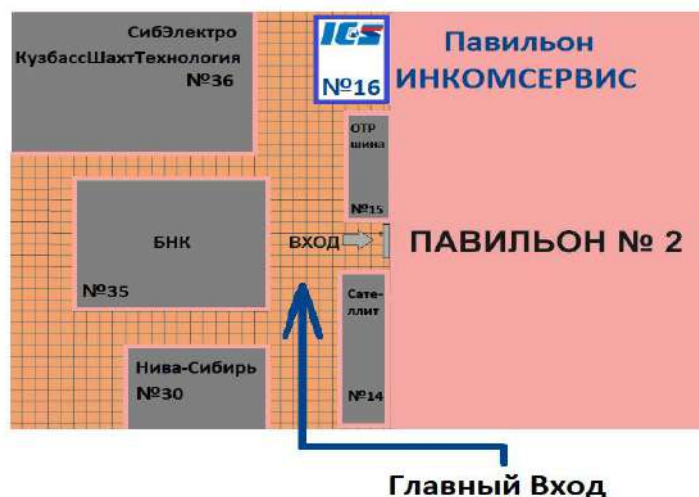 СибЭлектро
КузбассШахтТехнология
№36
ICS
№16
Павильон
ИНКОМСЕРВИС
ОТР
шина
№15
БНК
№35
ВХОД
ПАВИЛЬОН № 2
Сате-
ллит
№14
Нива-Сибирь
№30
Главный Вход